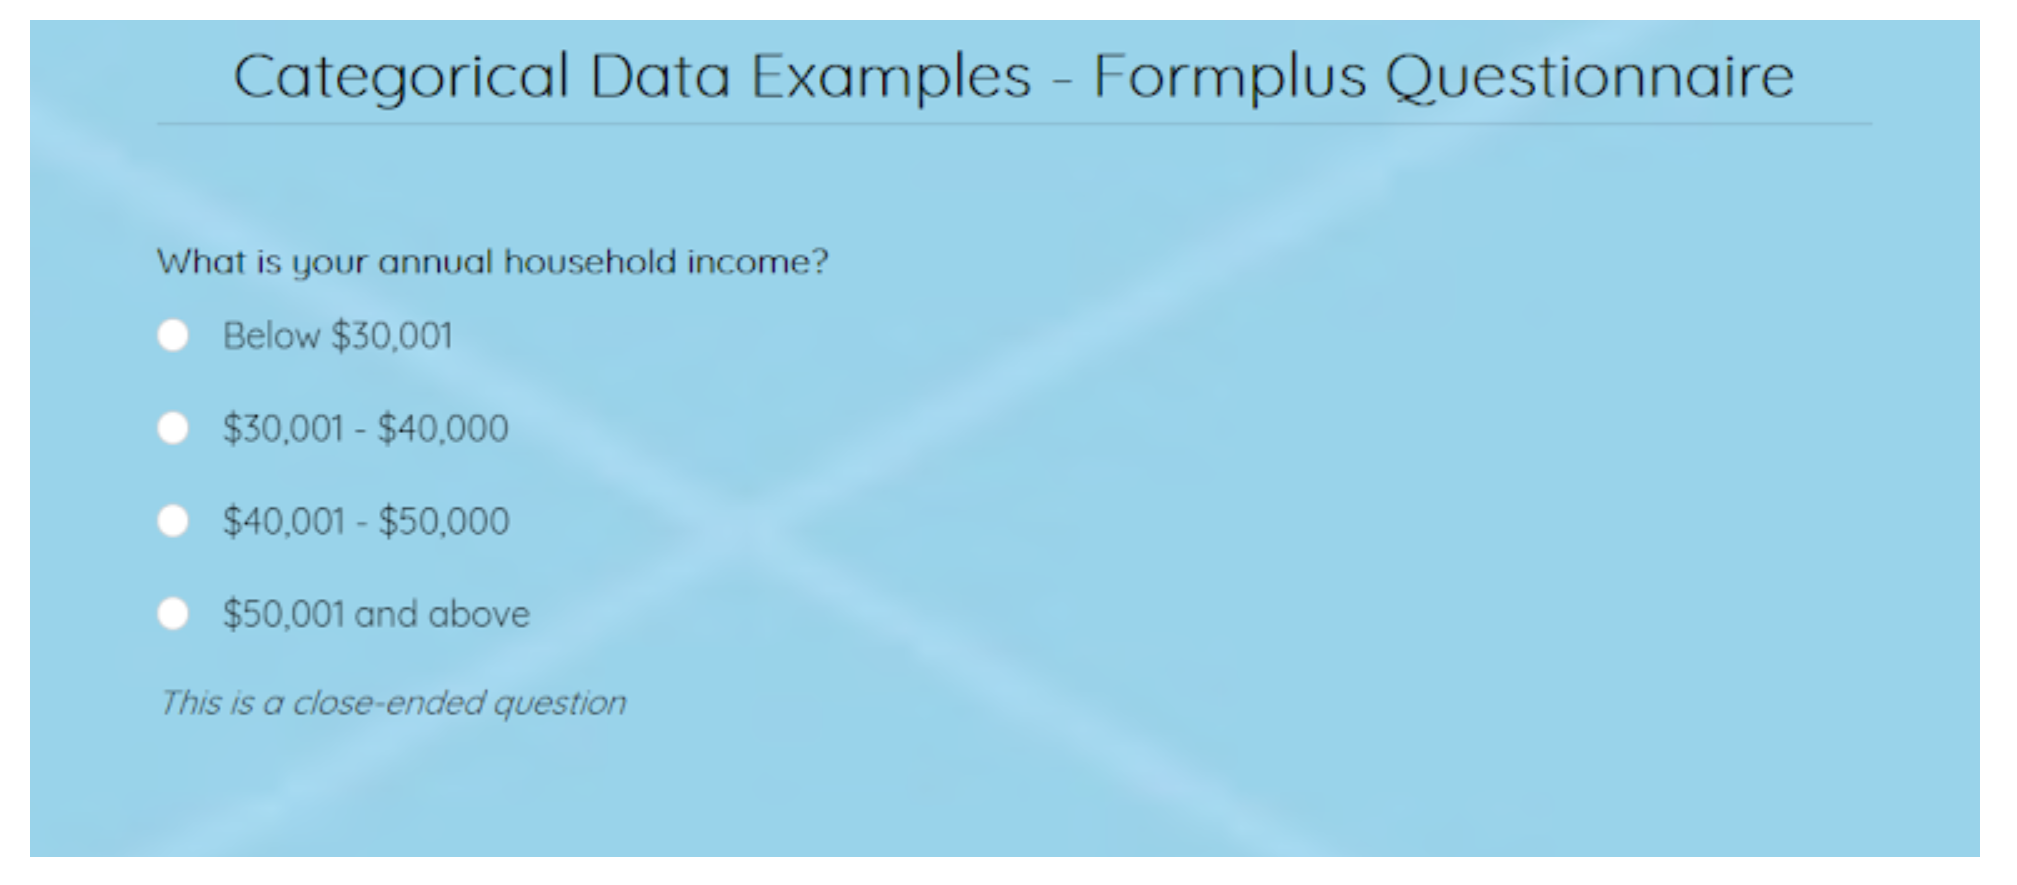 Categorical Data Examples - Formplus Questionnaire
What is your annual household income?
Below $30,001
$30,001 - $40,000
$40,001 - $50,000
$50,001 and above
This is a close-ended question